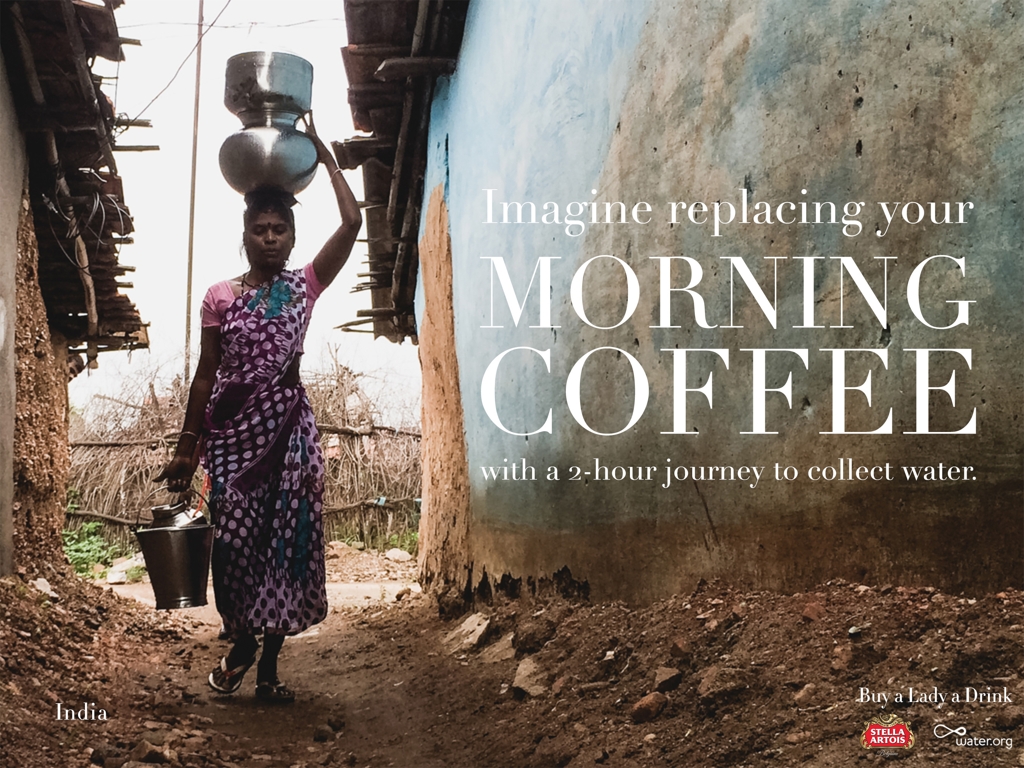 Imagine replacing your
MORNING
COFFEE
with a 2-hour journey to collect water.
India
Buy a Lady a Drink
STELLA
ARTOIS
water.org